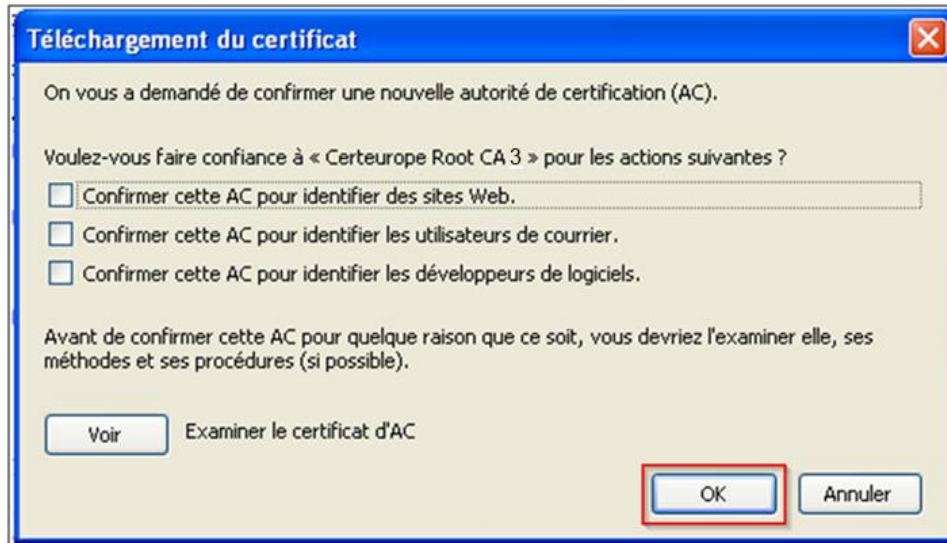 Téléchargement du certificat
On vous a demandé de confirmer une nouvelle autorité de certification (AC).
Voulez-vous faire confiance à « Certeurope Root CA 3 » pour les actions suivantes ?
Confirmer cette AC pour identifier des sites Web.
Confirmer cette AC pour identifier les utilisateurs de courrier.
Confirmer cette AC pour identifier les développeurs de logiciels.
Avant de confirmer cette AC pour quelque raison que ce soit, vous devriez l'examiner elle, ses
méthodes et ses procédures (si possible).
Voir Examiner le certificat d'AC
OK Annuler